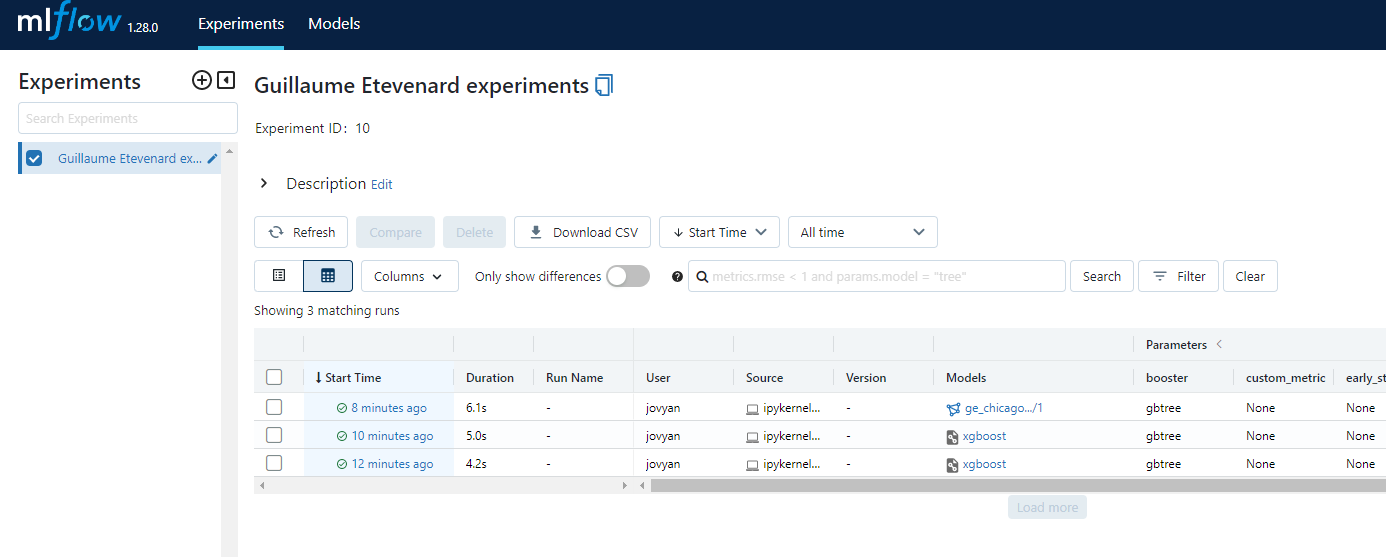 mlflow 1.28.0 Experiments Models
Experiments
Search Experiments
Guillaume Etevenard ex...
Guillaume Etevenard experiments
Experiment ID: 10
Description Edit
Refresh Compare Delete Download CSV Start Time All time
Columns Only show differences metrics.rmse < 1 and params.model = "tree" Search Filter Clear
Showing 3 matching runs
Parameters
Start Time Duration Run Name User Source Version Models booster custom_metric early_st
8 minutes ago 6.1s - jovyan ipykernel... - ge_chicago.../1 gbtree None None
10 minutes ago 5.0s - jovyan ipykernel... - xgboost gbtree None None
12 minutes ago 4.2s - jovyan ipykernel... - xgboost gbtree None None
Load more